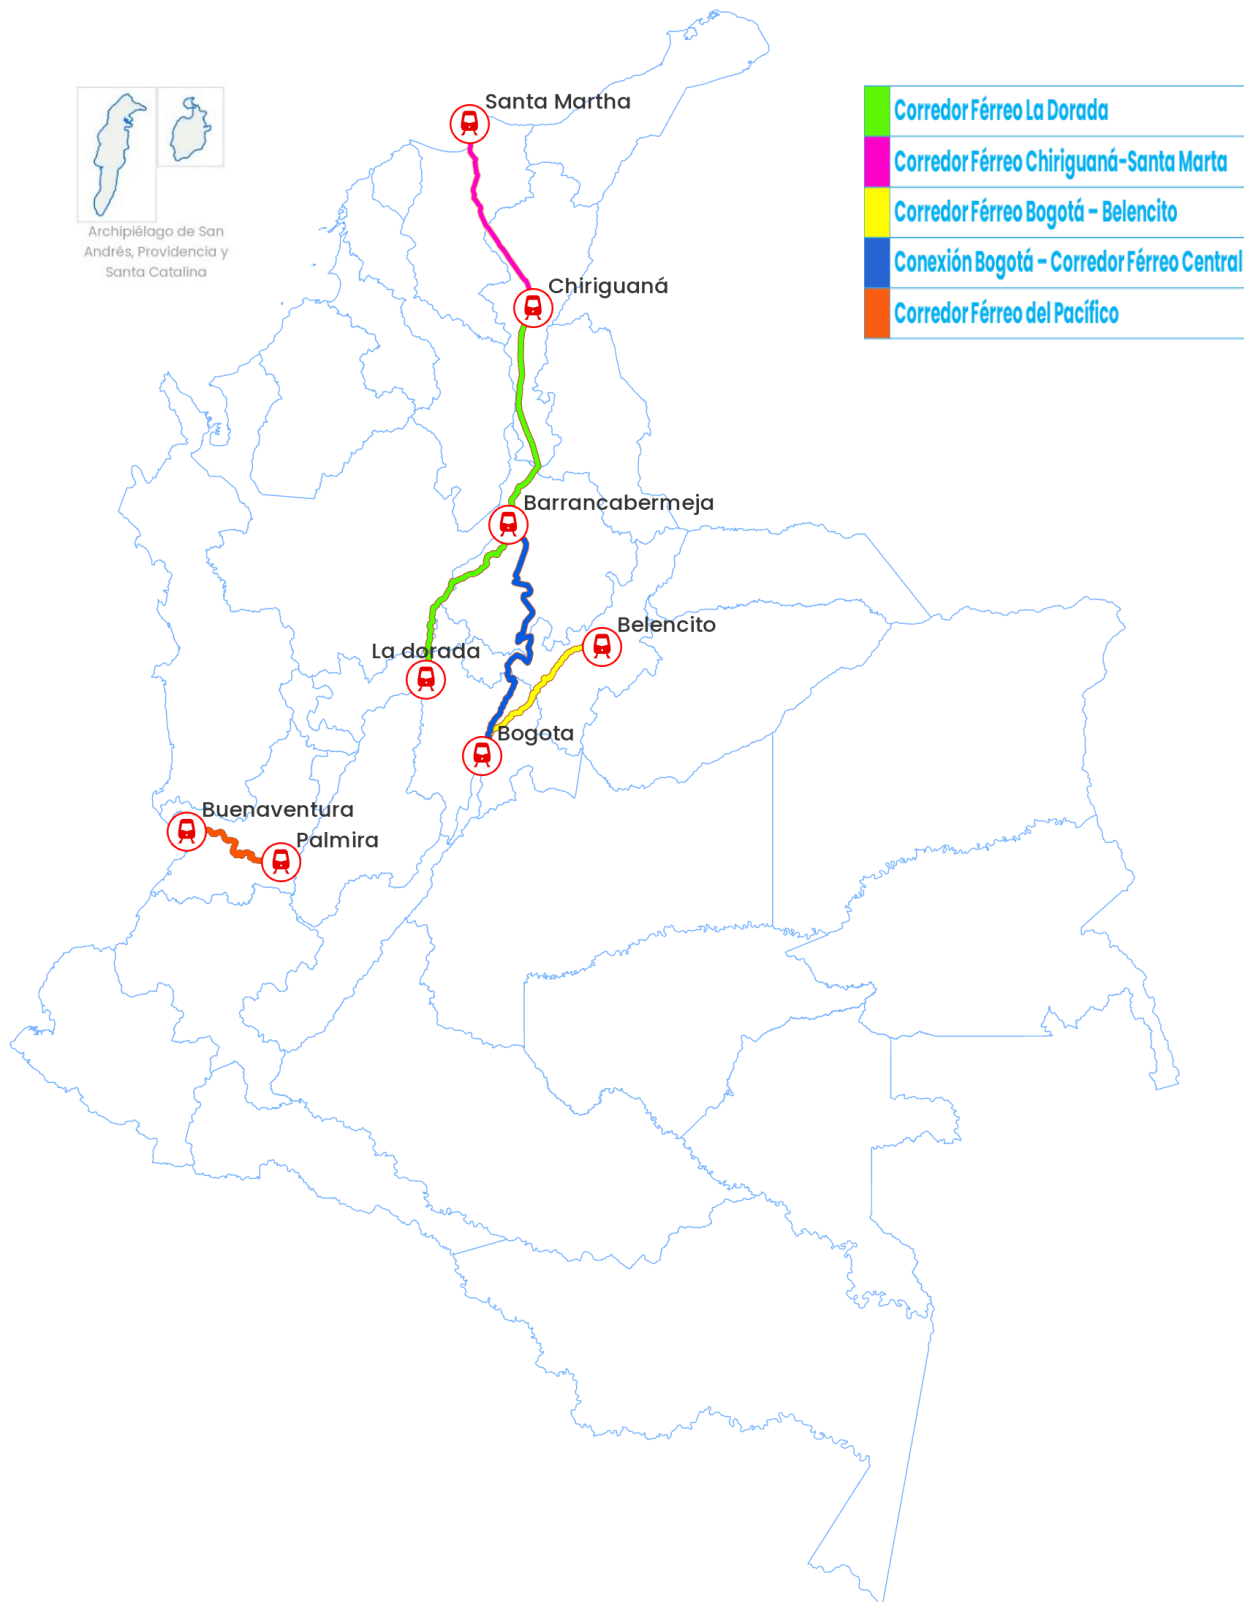 Santa Martha
Corredor Férreo La Dorada
Corredor Férreo Chiriguaná-Santa Marta
Corredor Férreo Bogotá – Belencito
Conexión Bogotá – Corredor Férreo Central
Corredor Férreo del Pacífico
Archipiélago de San
Andrés, Providencia y
Santa Catalina
Chiriguaná
Barrancabermeja
Belencito
La dorada
Bogota
Buenaventura
Palmira